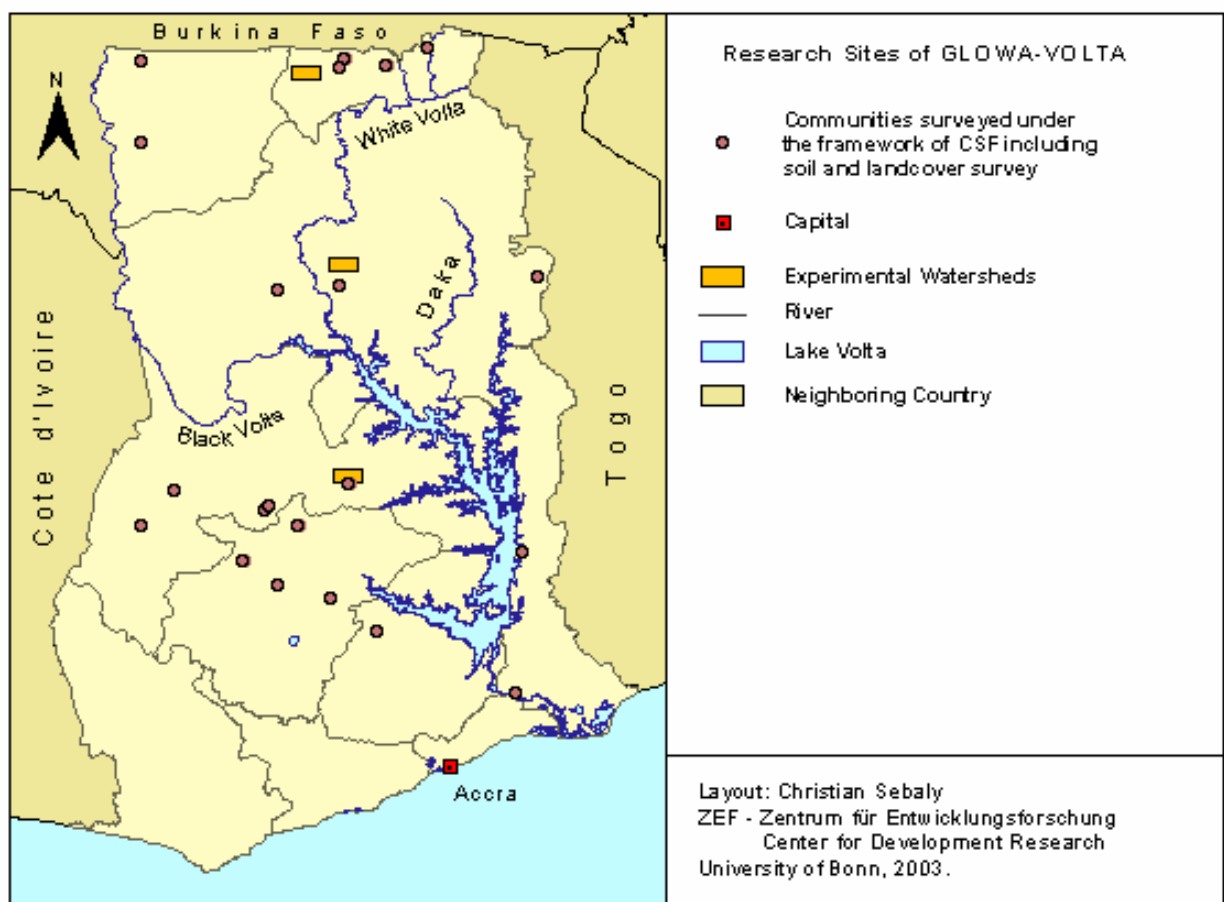 Burkina Faso
N
White Volta
Daka
Black Volta
Cote d'Ivoire
Togo
Accra
Research Sites of GLOWA-VOLTA
Communities surveyed under
the framework of CSF including
soil and landcover survey
Capital
Experimental Watersheds
River
Lake Volta
Neighboring Country
Layout: Christian Sebaly
ZEF - Zentrum für Entwicklungsforschung
Center for Development Research
University of Bonn, 2003.